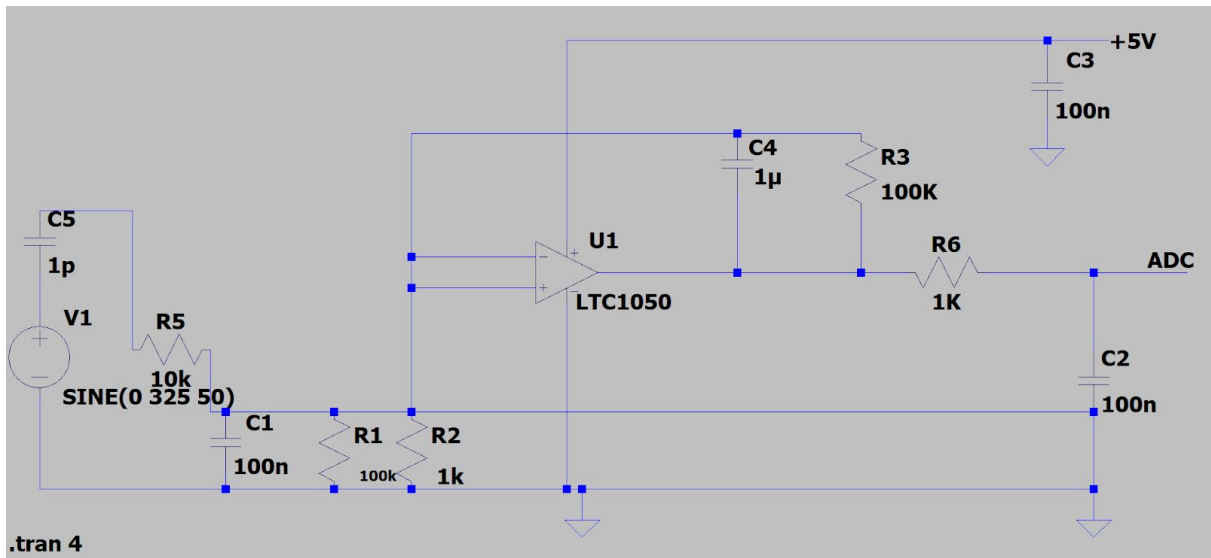 +5V
C3
100n
C4
1µ
R3
100K
C5
1p
U1
LTC1050
R6
1K
ADC
V1
SINE(0 325 50)
R5
10k
C1
100n
R1
100k
R2
1k
C2
100n
.tran 4